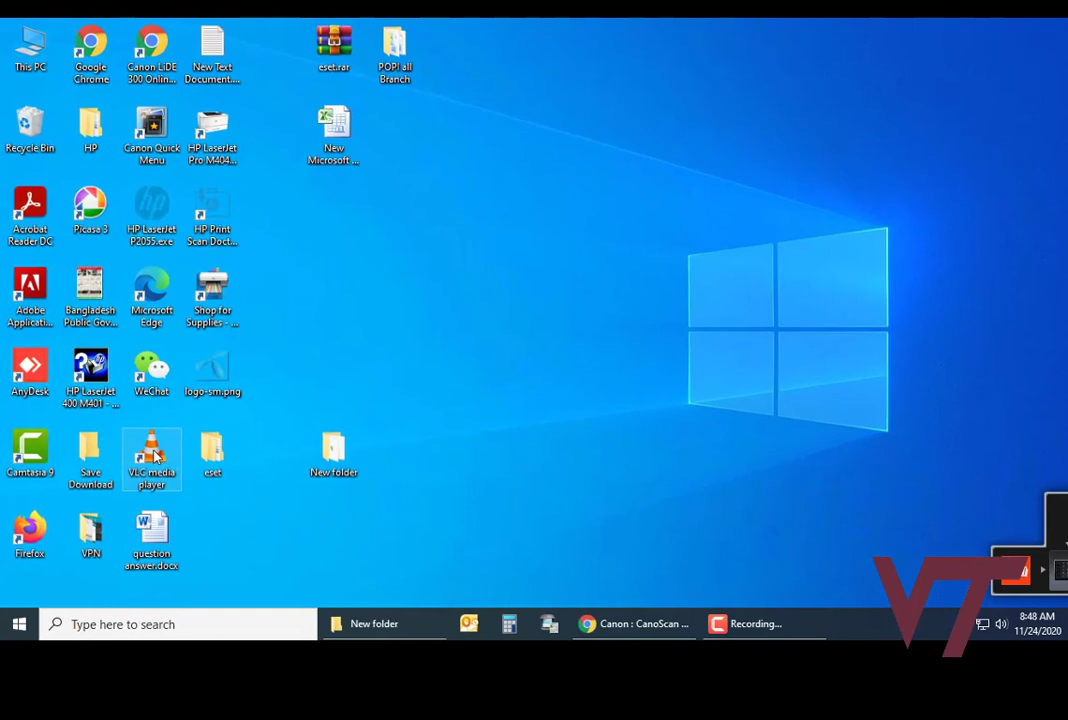 This PC
Google
Chrome
Canon LiDE
300 Onlin...
New Text
Document....
eset.rar
POPI all
Branch
Recycle Bin
HP
Canon Quick
Menu
HP LaserJet
Pro M404...
New
Microsoft ...
Acrobat
Reader DC
Picasa 3
HP LaserJet
P2055.exe
HP Print
Scan Doct...
Adobe
Applicati...
Bangladesh
Public Gov...
Microsoft
Edge
Shop for
Supplies - ...
AnyDesk
HP LaserJet
400 M401 - ...
WeChat
logo-sm.png
Camtasia 9
Save
Download
VLC media
player
eset
New folder
Firefox
VPN
question
answer.docx
Type here to search
New folder
Canon : CanoScan ...
Recording...
8:48 AM
11/24/2020
V7